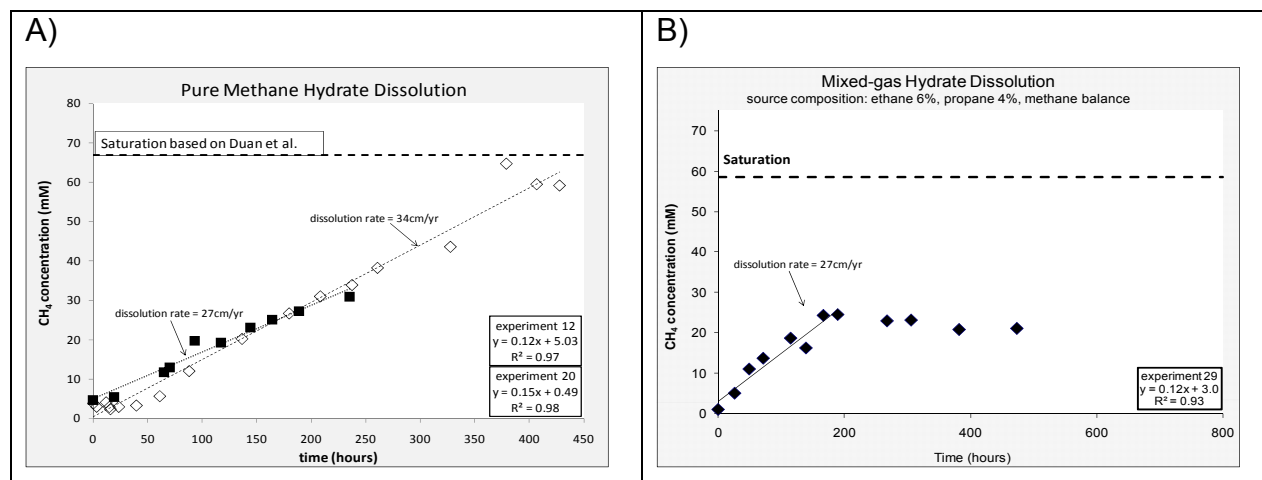 A)
Pure Methane Hydrate Dissolution
80
70
60
50
40
30
20
10
0
CH4 concentration (mM)
Saturation based on Duan et al.
dissolution rate = 34cm/yr
dissolution rate = 27cm/yr
experiment 12
y = 0.12x + 5.03
R² = 0.97
experiment 20
y = 0.15x + 0.49
R² = 0.98
0 50 100 150 200 250 300 350 400 450
time (hours)
B)
Mixed-gas Hydrate Dissolution
source composition: ethane 6%, propane 4%, methane balance
70
60
50
40
30
20
10
0
CH4 concentration (mM)
Saturation
dissolution rate = 27cm/yr
experiment 29
y = 0.12x + 3.0
R² = 0.93
0 200 400 600 800
Time (hours)